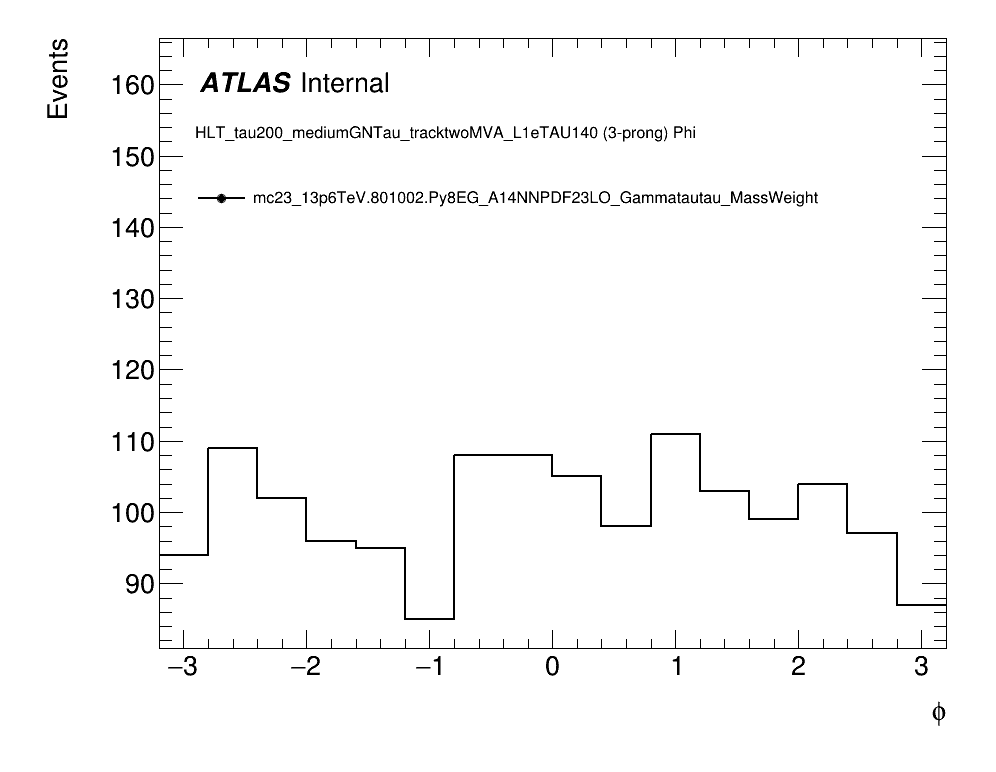 Events
ATLAS Internal
HLT_tau200_mediumGNTau_tracktwoMVA_L1eTAU140 (3-prong) Phi
mc23_13p6TeV.801002.Py8EG_A14NNPDF23LO_Gammatautau_MassWeight
160
150
140
130
120
110
100
90
−3 −2 −1 0 1 2 3
ϕ